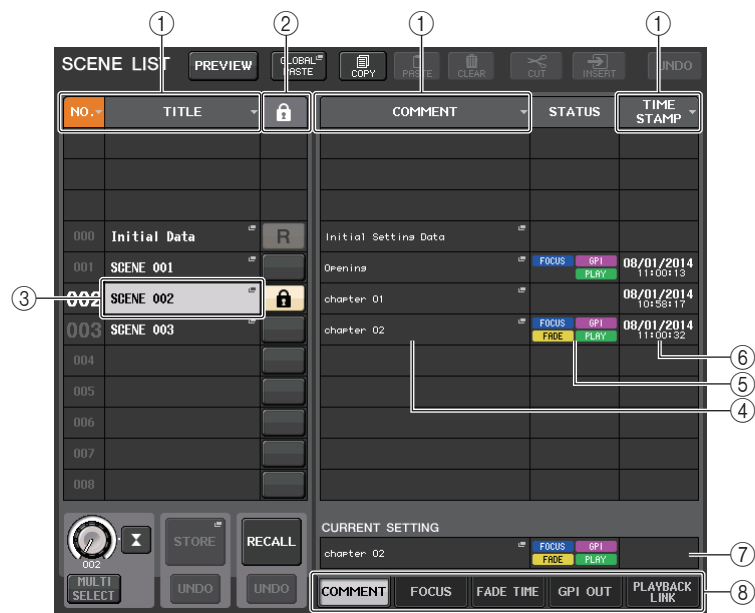 ① ② ① ①
SCENE LIST PREVIEW GLOBAL PASTE COPY PASTE CLEAR CUT INSERT UNDO
NO. TITLE COMMENT STATUS TIME STAMP
000 Initial Data R Initial Setting Data
001 SCENE 001 Opening FOCUS GPI PLAY 08/01/2014 11:00:13
③ 002 SCENE 002 chapter 01 08/01/2014 10:58:17
003 SCENE 003 chapter 02 FOCUS GPI FADE PLAY 08/01/2014 11:00:32
004 ⑥
005 ⑤
006 ④
007
008
CURRENT SETTING
002 STORE RECALL chapter 02 FOCUS GPI FADE PLAY ⑦
MULTI SELECT UNDO UNDO COMMENT FOCUS FADE TIME GPI OUT PLAYBACK LINK ⑧